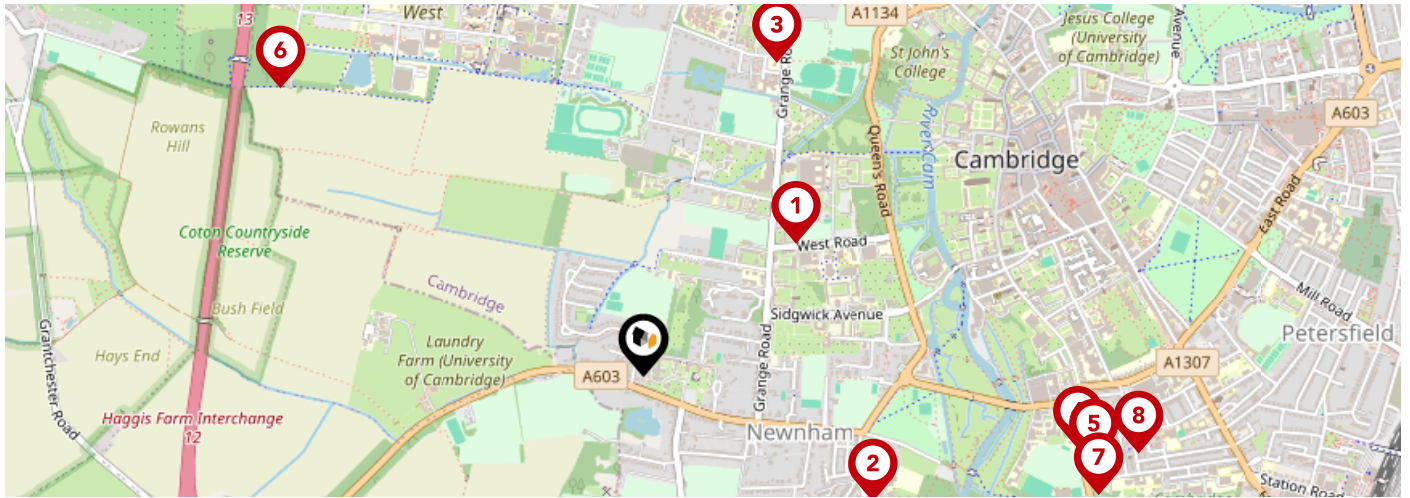 13
West
6
3
A1134
Jesus College
(University
of Cambridge)
Avenue
St John's
College
Grange Ro
A603
Rowans
Hill
River Cam
Queen's Road
Cambridge
1
West Road
East Road
Coton Countryside
Reserve
Cambridge
Bush Field
Mill Road
Sidgwick Avenue
Petersfield
Grantchester Road
Hays End
Laundry
Farm (University
of Cambridge)
Grange Road
A603
A1307
Haggis Farm Interchange
12
Newnham
5
8
2
7
Station Road